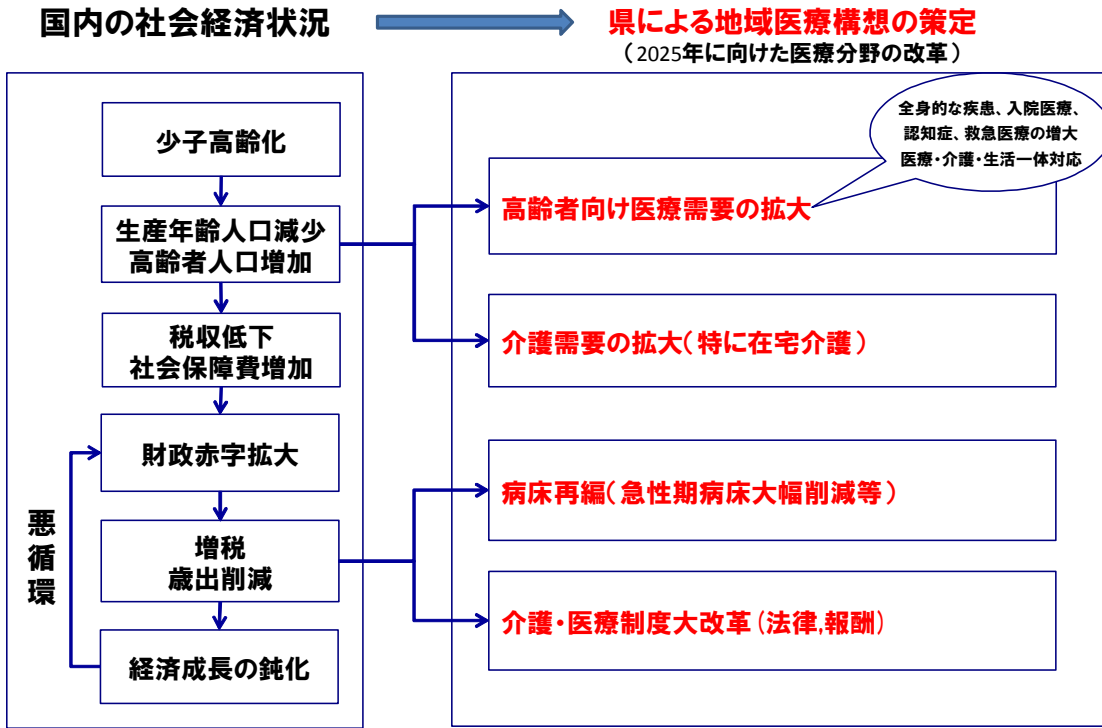 国内の社会経済状況
県による地域医療構想の策定
（2025年に向けた医療分野の改革）
少子高齢化
生産年齢人口減少
高齢者人口増加
税収低下
社会保障費増加
財政赤字拡大
増税
歳出削減
経済成長の鈍化
悪循環
全身的な疾患、入院医療、
認知症、救急医療の増大
医療・介護・生活一体対応
高齢者向け医療需要の拡大
介護需要の拡大（特に在宅介護）
病床再編（急性期病床大幅削減等）
介護・医療制度大改革（法律,報酬）